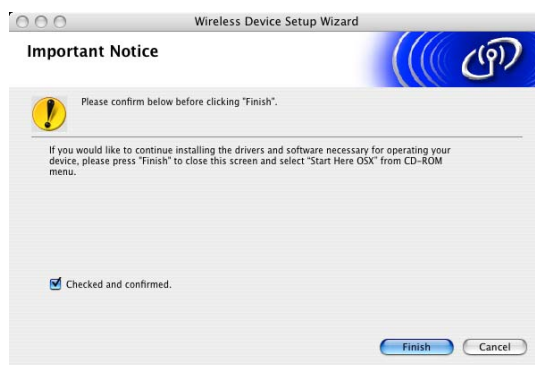 Wireless Device Setup Wizard
Important Notice
Please confirm below before clicking "Finish".
If you would like to continue installing the drivers and software necessary for operating your
device, please press "Finish" to close this screen and select "Start Here OSX" from CD-ROM
menu.
Checked and confirmed.
Finish
Cancel